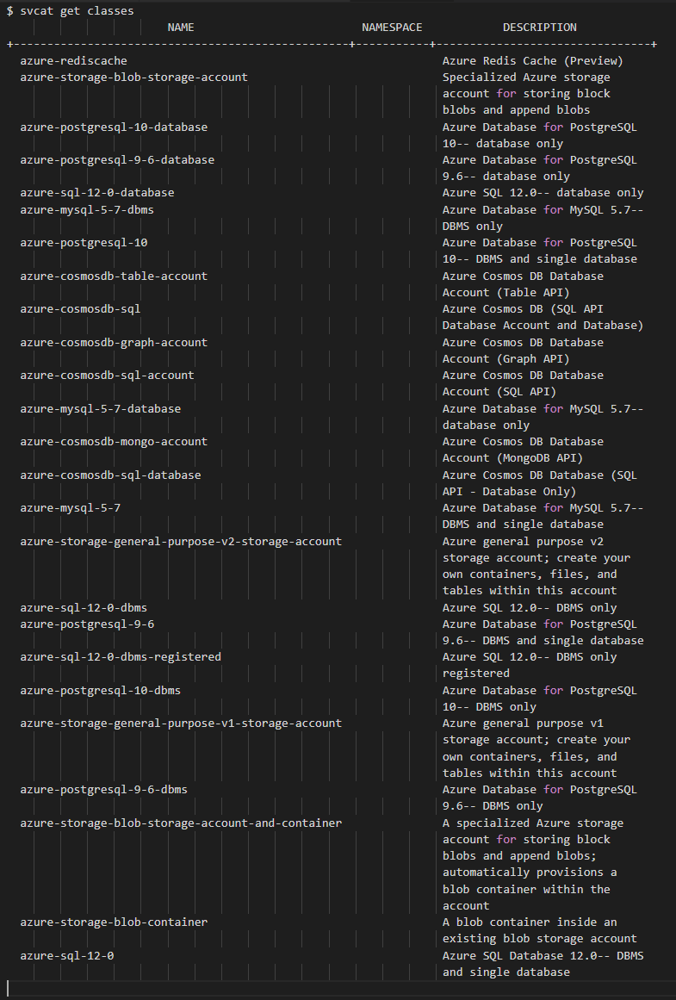 $ svcat get classes
NAME NAMESPACE DESCRIPTION
+--------------------------------------------------+-----------+--------------------------------+
azure-rediscache Azure Redis Cache (Preview)
azure-storage-blob-storage-account Specialized Azure storage
account for storing block
blobs and append blobs
azure-postgresql-10-database Azure Database for PostgreSQL
10-- database only
azure-postgresql-9-6-database Azure Database for PostgreSQL
9.6-- database only
azure-sql-12-0-database Azure SQL 12.0-- database only
azure-mysql-5-7-dbms Azure Database for MySQL 5.7--
DBMS only
azure-postgresql-10 Azure Database for PostgreSQL
10-- DBMS and single database
azure-cosmosdb-table-account Azure Cosmos DB Database
Account (Table API)
azure-cosmosdb-sql Azure Cosmos DB (SQL API
Database Account and Database)
azure-cosmosdb-graph-account Azure Cosmos DB Database
Account (Graph API)
azure-cosmosdb-sql-account Azure Cosmos DB Database
Account (SQL API)
azure-mysql-5-7-database Azure Database for MySQL 5.7--
database only
azure-cosmosdb-mongo-account Azure Cosmos DB Database
Account (MongoDB API)
azure-cosmosdb-sql-database Azure Cosmos DB Database (SQL
API - Database Only)
azure-mysql-5-7 Azure Database for MySQL 5.7--
DBMS and single database
azure-storage-general-purpose-v2-storage-account Azure general purpose v2
storage account; create your
own containers, files, and
tables within this account
azure-sql-12-0-dbms Azure SQL 12.0-- DBMS only
azure-postgresql-9-6 Azure Database for PostgreSQL
9.6-- DBMS and single database
azure-sql-12-0-dbms-registered Azure SQL 12.0-- DBMS only
registered
azure-postgresql-10-dbms Azure Database for PostgreSQL
10-- DBMS only
azure-storage-general-purpose-v1-storage-account Azure general purpose v1
storage account; create your
own containers, files, and
tables within this account
azure-postgresql-9-6-dbms Azure Database for PostgreSQL
9.6-- DBMS only
azure-storage-blob-storage-account-and-container A specialized Azure storage
account for storing block
blobs and append blobs;
automatically provisions a
blob container within the
account
azure-storage-blob-container A blob container inside an
existing blob storage account
azure-sql-12-0 Azure SQL Database 12.0-- DBMS
and single database